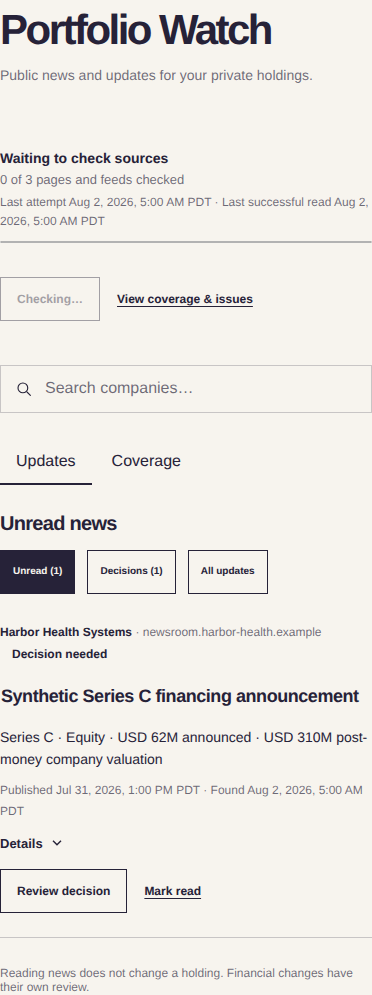 Portfolio Watch
Public news and updates for your private holdings.
Waiting to check sources
0 of 3 pages and feeds checked
Last attempt Aug 2, 2026, 5:00 AM PDT · Last successful read Aug 2,
2026, 5:00 AM PDT
Checking… View coverage & issues
Search companies…
Updates Coverage
Unread news
Unread (1) Decisions (1) All updates
Harbor Health Systems · newsroom.harbor-health.example
Decision needed
Synthetic Series C financing announcement
Series C · Equity · USD 62M announced · USD 310M post-
money company valuation
Published Jul 31, 2026, 1:00 PM PDT · Found Aug 2, 2026, 5:00 AM
PDT
Details
Review decision Mark read
Reading news does not change a holding. Financial changes have
their own review.